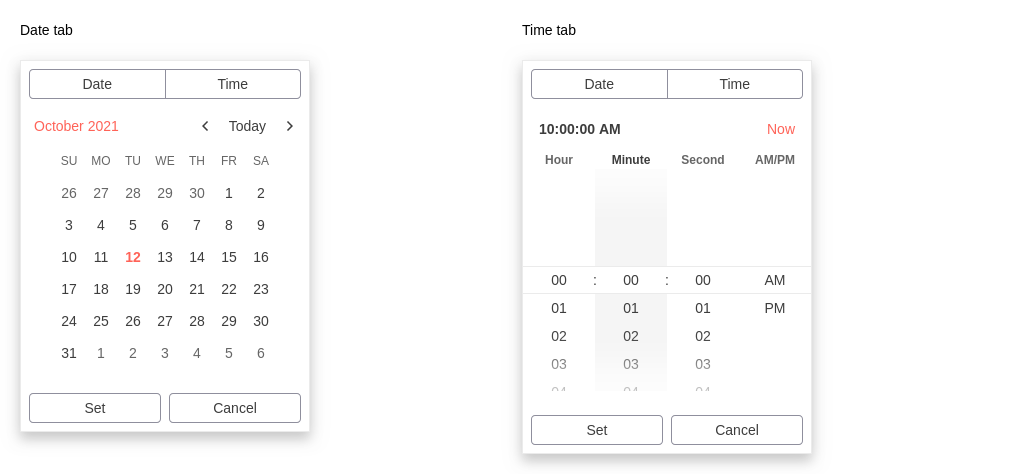 Date tab
Date Time
October 2021 Today
SU MO TU WE TH FR SA
26 27 28 29 30 1 2
3 4 5 6 7 8 9
10 11 12 13 14 15 16
17 18 19 20 21 22 23
24 25 26 27 28 29 30
31 1 2 3 4 5 6
Set Cancel
Time tab
Date Time
10:00:00 AM Now
Hour Minute Second AM/PM
00 : 00 : 00 AM
01 01 01 PM
02 02 02
03 03 03
04 04 04
Set Cancel